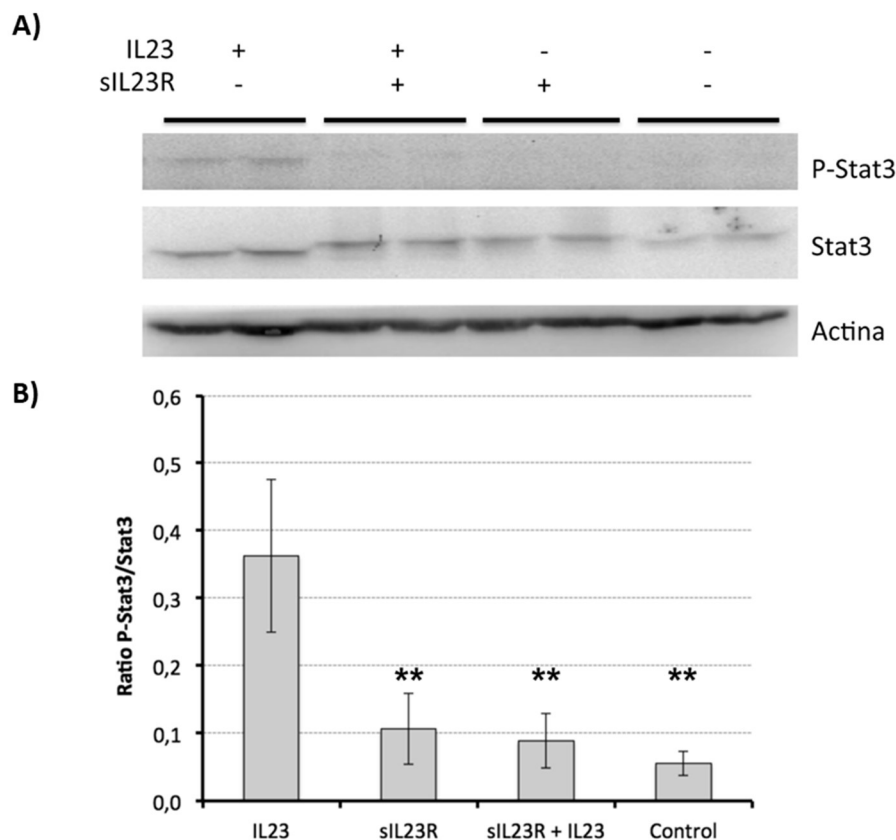 A)
IL23 + + - -
sIL23R - + + -
P-Stat3
Stat3
Actina
B)
0,6
0,5
0,4
0,3
0,2
0,1
0,0
Ratio P-Stat3/Stat3
** ** **
IL23 sIL23R sIL23R + IL23 Control